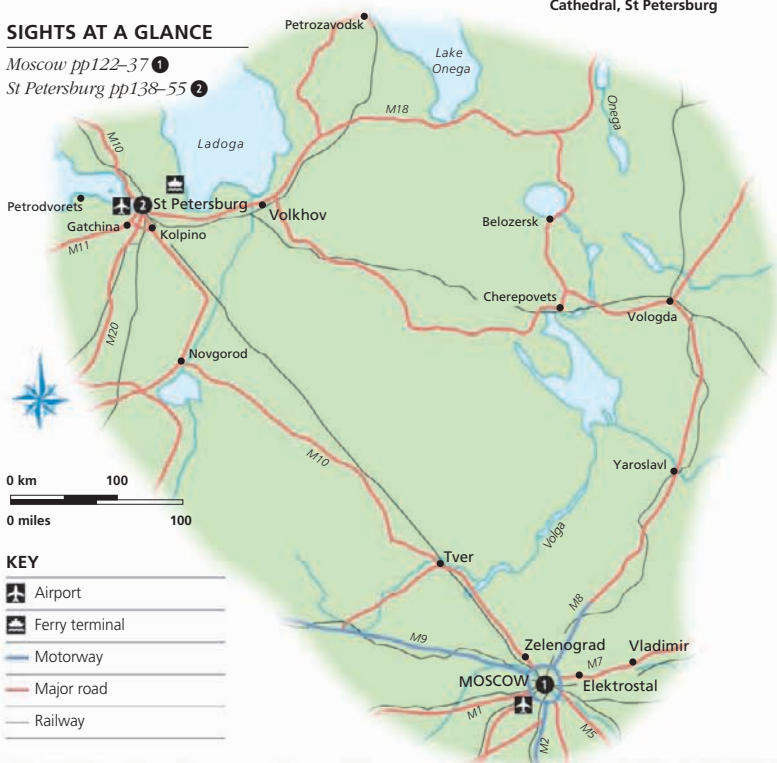 Cathedral, St Petersburg
SIGHTS AT A GLANCE
Moscow pp122–37 1
St Petersburg pp138–55 2
Petrozavodsk
Lake
Onega
M18
Onega
M10
Ladoga
Petrodvorets
2 St Petersburg
Volkhov
Gatchina
Kolpino
M11
Belozersk
Cherepovets
Vologda
M20
Novgorod
M10
Yaroslavl
0 km 100
0 miles 100
Volga
Tver
KEY
Airport
Ferry terminal
Motorway
Major road
Railway
M8
M9
Zelenograd
Vladimir
M7
MOSCOW 1
Elektrostal
M1
M2
M5